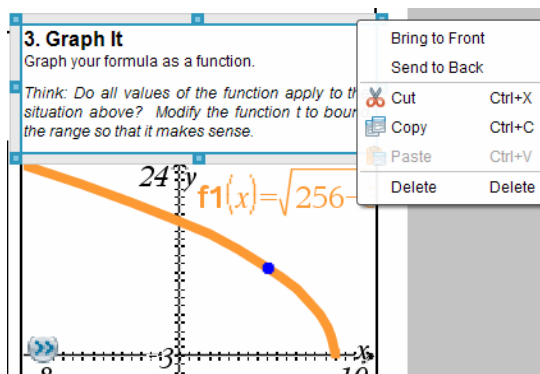 3. Graph It
Graph your formula as a function.
Think: Do all values of the function apply to
situation above? Modify the function t to
the range so that it makes sense.
Bring to Front
Send to Back
Cut Ctrl+X
Copy Ctrl+C
Paste Ctrl+V
Delete Delete
24 y
f1(x)=√256-
x
-3
10